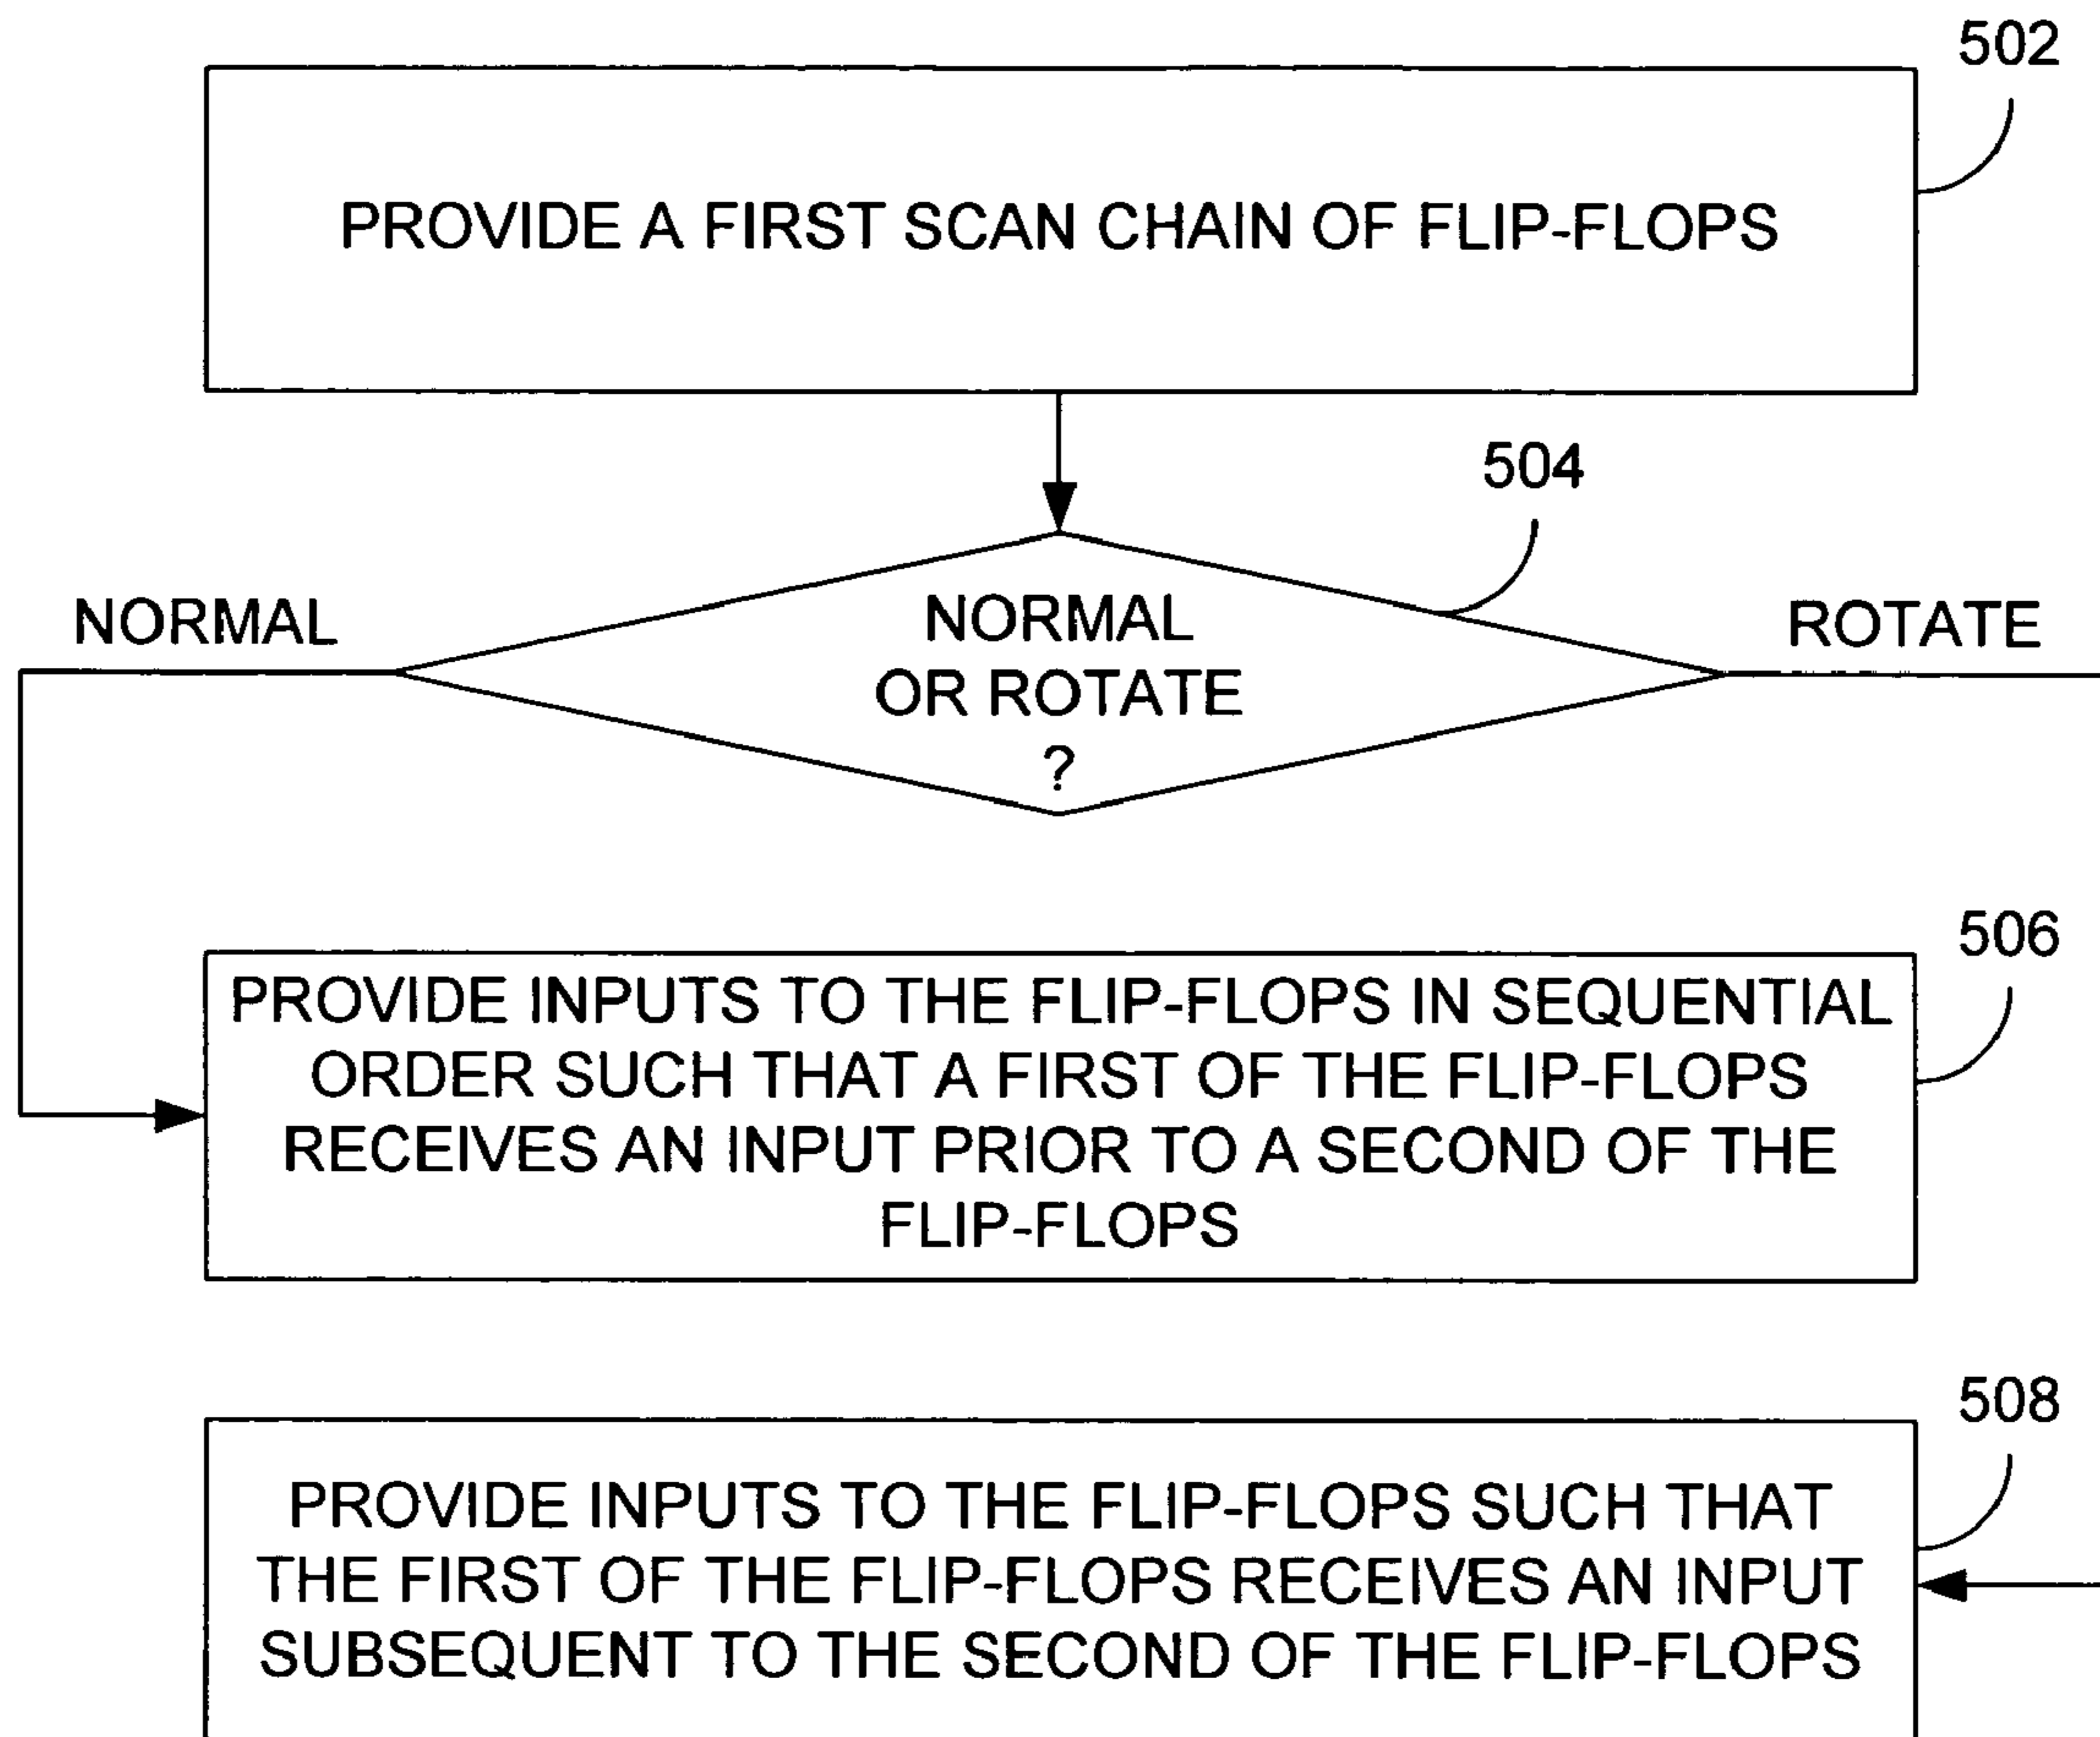 502
PROVIDE A FIRST SCAN CHAIN OF FLIP-FLOPS
504
NORMAL
NORMAL
OR ROTATE
?
ROTATE
506
PROVIDE INPUTS TO THE FLIP-FLOPS IN SEQUENTIAL
ORDER SUCH THAT A FIRST OF THE FLIP-FLOPS
RECEIVES AN INPUT PRIOR TO A SECOND OF THE
FLIP-FLOPS
508
PROVIDE INPUTS TO THE FLIP-FLOPS SUCH THAT
THE FIRST OF THE FLIP-FLOPS RECEIVES AN INPUT
SUBSEQUENT TO THE SECOND OF THE FLIP-FLOPS